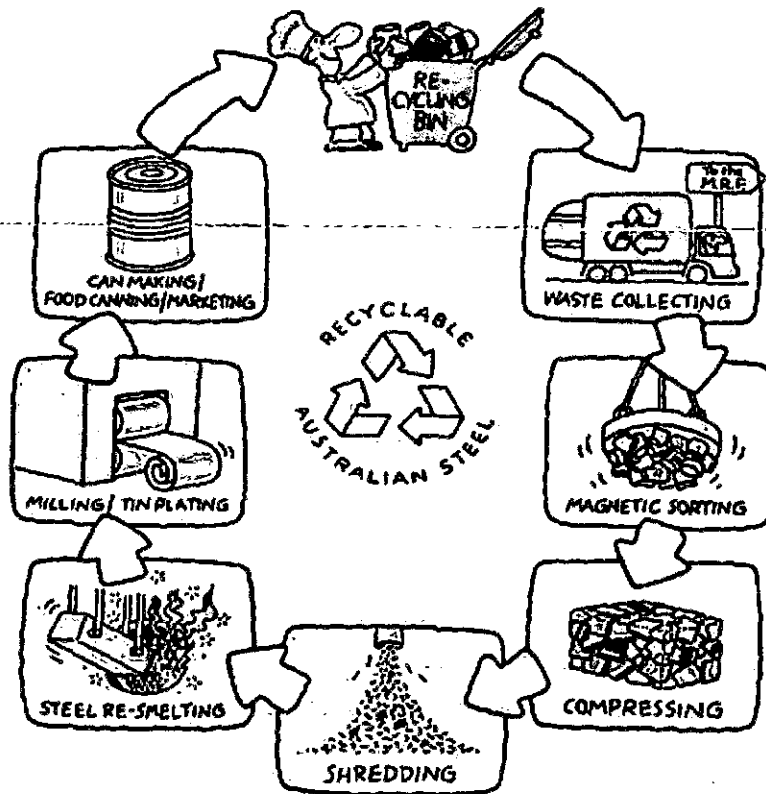 RE-
CYCLING
BIN
To the
M.R.F.
WASTE COLLECTING
MAGNETIC SORTING
COMPRESSING
SHREDDING
STEEL RE-SMELTING
MILLING/TIN PLATING
CAN MAKING/
FOOD CANNING/MARKETING
RECYCLABLE
AUSTRALIAN STEEL